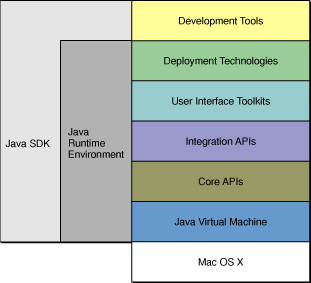 Development Tools
Deployment Technologies
User Interface Toolkits
Java SDK
Java
Runtime
Environment
Integration APIs
Core APIs
Java Virtual Machine
Mac OS X